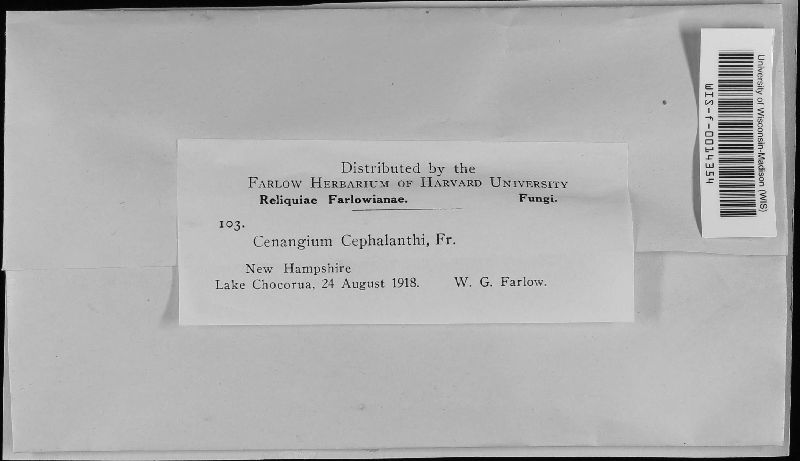 Distributed by the
FARLOW HERBARIUM OF HARVARD UNIVERSITY
Reliquiae Farlowianae. Fungi.
103.
Cenangium Cephalanthi, Fr.
New Hampshire
Lake Chocorua, 24 August 1918. W. G. Farlow.
University of Wisconsin-Madison (WIS)
WIS-f-0014354